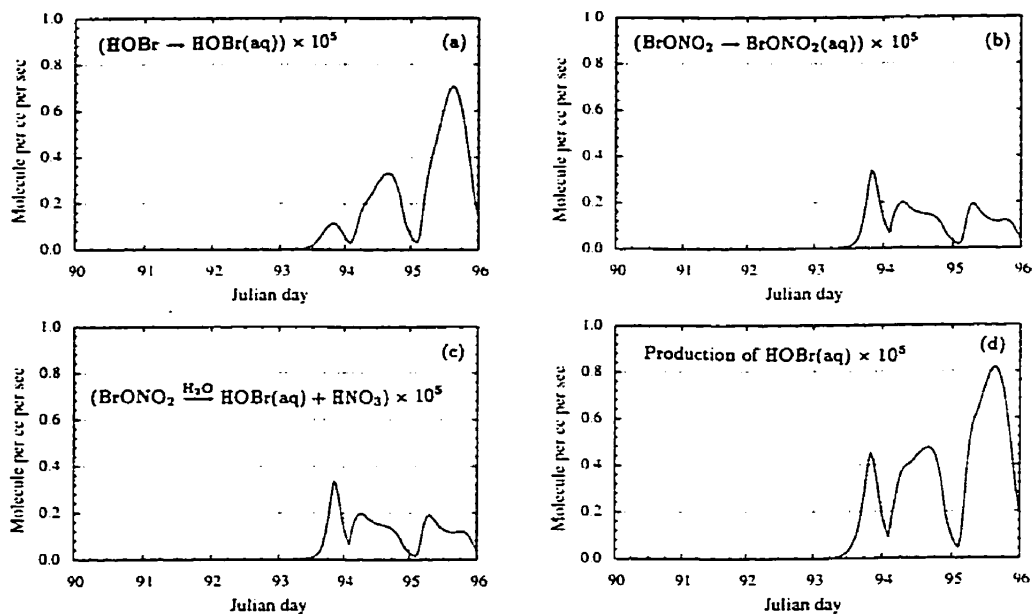 (HOBr → HOBr(aq)) × 10⁵
(a)
Molecule per cc per sec
1.0
0.8
0.6
0.4
0.2
0.0
90 91 92 93 94 95 96
Julian day
(BrONO₂ → BrONO₂(aq)) × 10⁵
(b)
Molecule per cc per sec
1.0
0.8
0.6
0.4
0.2
0.0
90 91 92 93 94 95 96
Julian day
(c)
(BrONO₂ —H₂O→ HOBr(aq) + HNO₃) × 10⁵
Molecule per cc per sec
1.0
0.8
0.6
0.4
0.2
0.0
90 91 92 93 94 95 96
Julian day
Production of HOBr(aq) × 10⁵
(d)
Molecule per cc per sec
1.0
0.8
0.6
0.4
0.2
0.0
90 91 92 93 94 95 96
Julian day